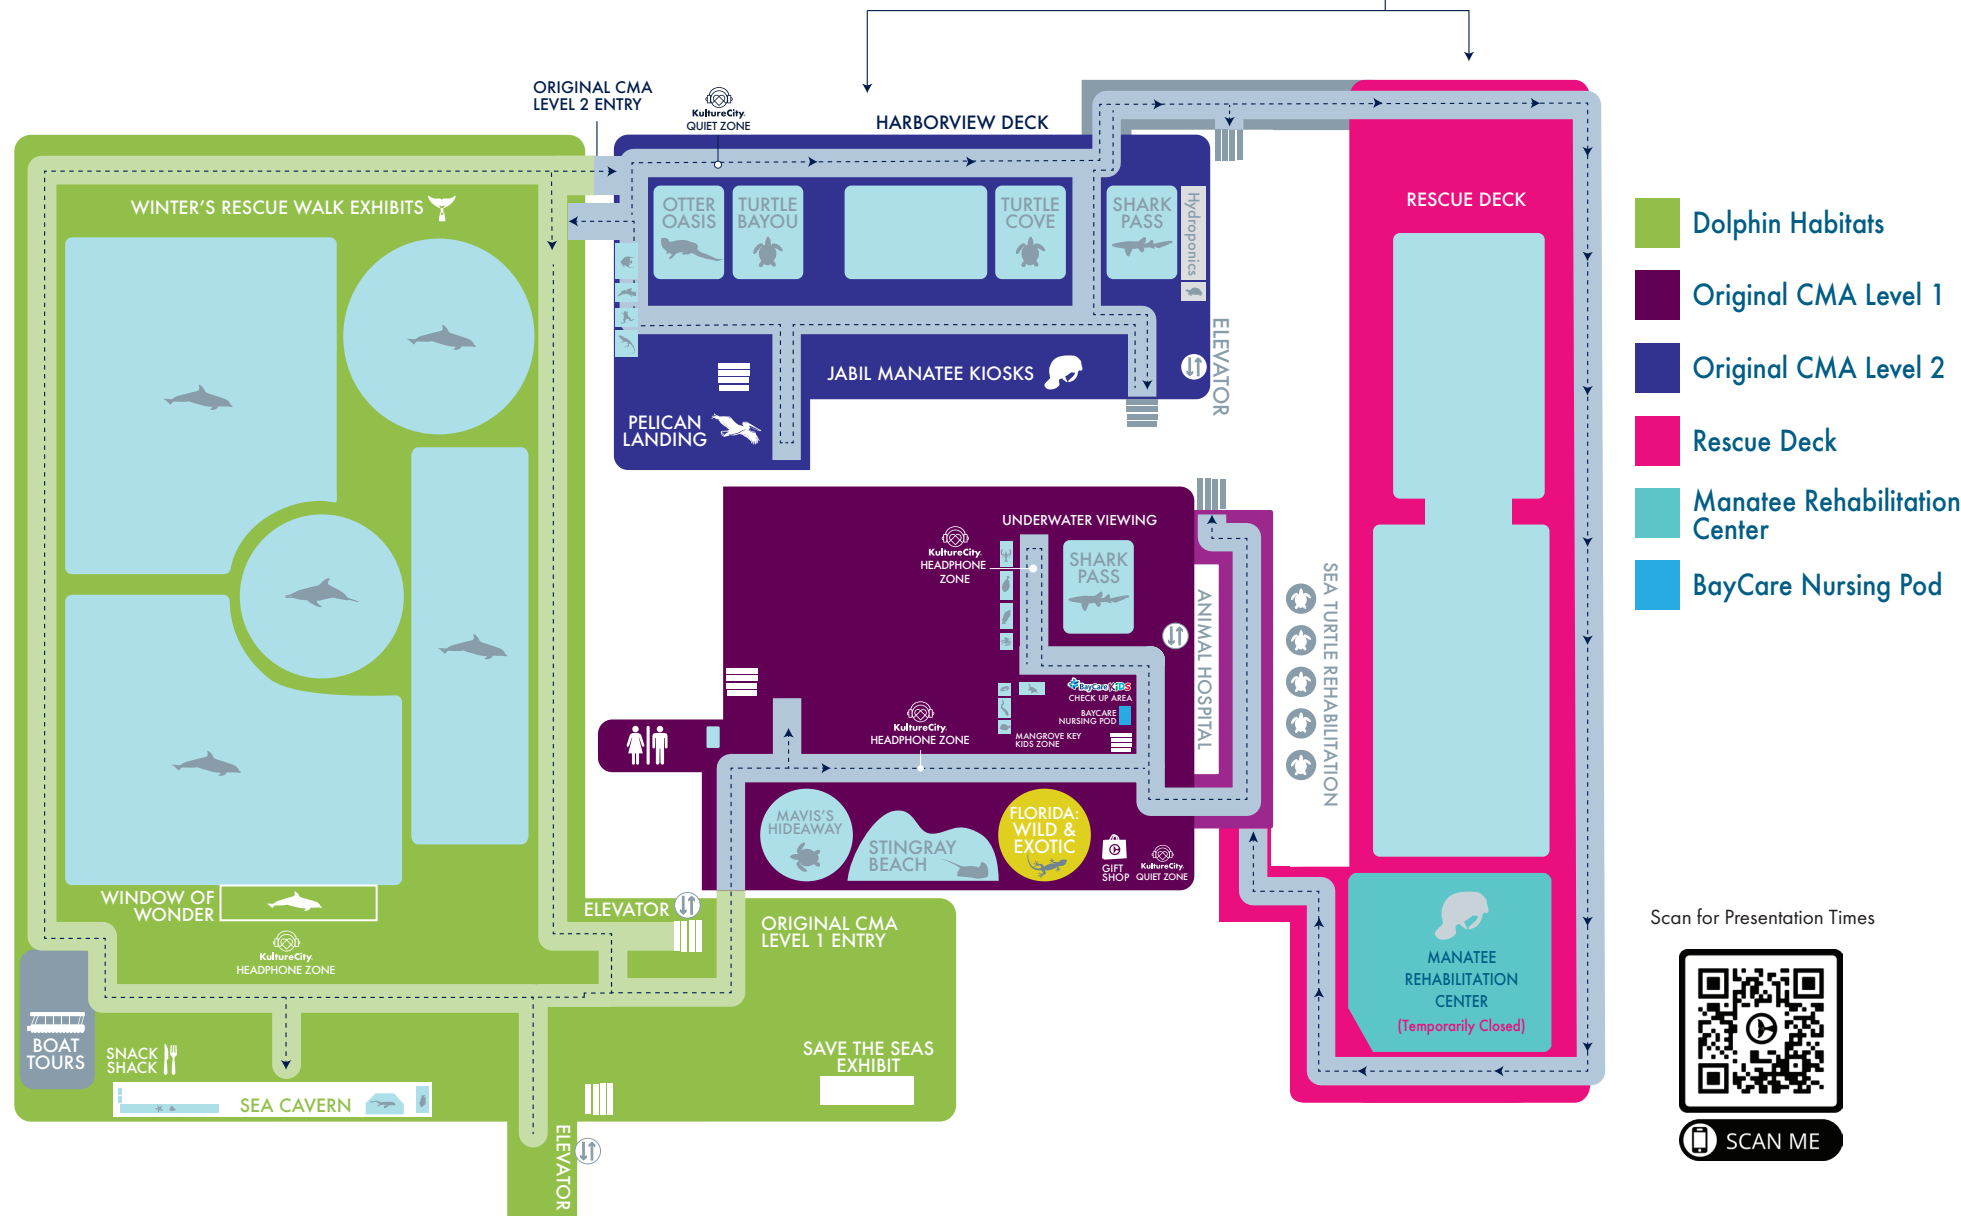 ORIGINAL CMA
LEVEL 2 ENTRY
KultureCity.
QUIET ZONE
HARBORVIEW DECK
WINTER'S RESCUE WALK EXHIBITS
OTTER
OASIS
TURTLE
BAYOU
TURTLE
COVE
SHARK
PASS
Hydroponics
ELEVATOR
JABIL MANATEE KIOSKS
PELICAN
LANDING
RESCUE DECK
Dolphin Habitats
Original CMA Level 1
Original CMA Level 2
Rescue Deck
Manatee Rehabilitation
Center
BayCare Nursing Pod
UNDERWATER VIEWING
KultureCity.
HEADPHONE
ZONE
SHARK
PASS
ANIMAL HOSPITAL
SEA TURTLE REHABILITATION
BayCare KiDS
CHECK UP AREA
BAYCARE
NURSING POD
MANGROVE KEY
KIDS ZONE
KultureCity.
HEADPHONE ZONE
MAVIS'S
HIDEAWAY
STINGRAY
BEACH
FLORIDA:
WILD &
EXOTIC
GIFT
SHOP
KultureCity.
QUIET ZONE
WINDOW OF
WONDER
KultureCity.
HEADPHONE ZONE
ELEVATOR
ORIGINAL CMA
LEVEL 1 ENTRY
BOAT
TOURS
SNACK
SHACK
SEA CAVERN
SAVE THE SEAS
EXHIBIT
ELEVATOR
MANATEE
REHABILITATION
CENTER
(Temporarily Closed)
Scan for Presentation Times
SCAN ME